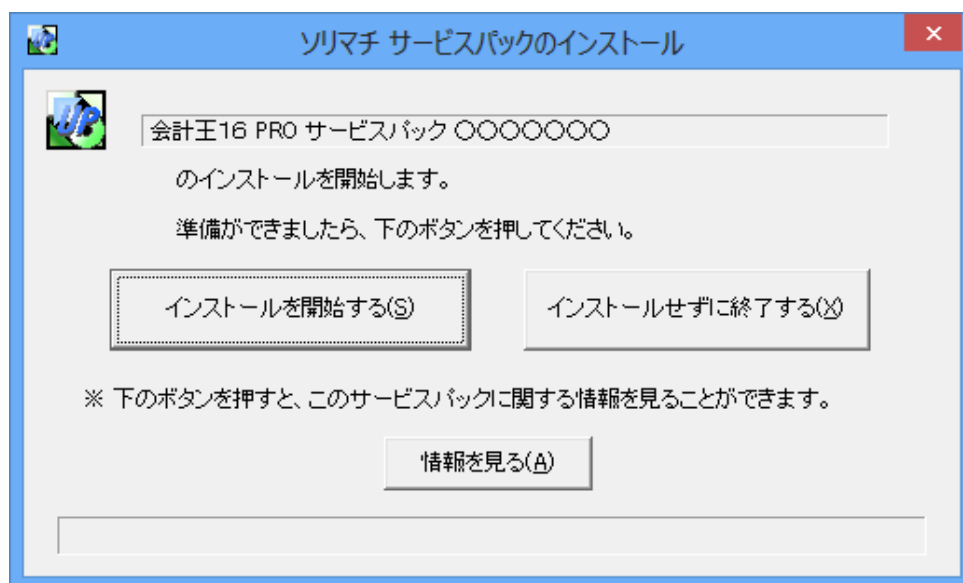 ソリマチ サービスパックのインストール
UP
会計王16 PRO サービスパック ○○○○○○○
のインストールを開始します。
準備ができましたら、下のボタンを押してください。
インストールを開始する(S) インストールせずに終了する(X)
※ 下のボタンを押すと、このサービスパックに関する情報を見ることができます。
情報を見る(A)